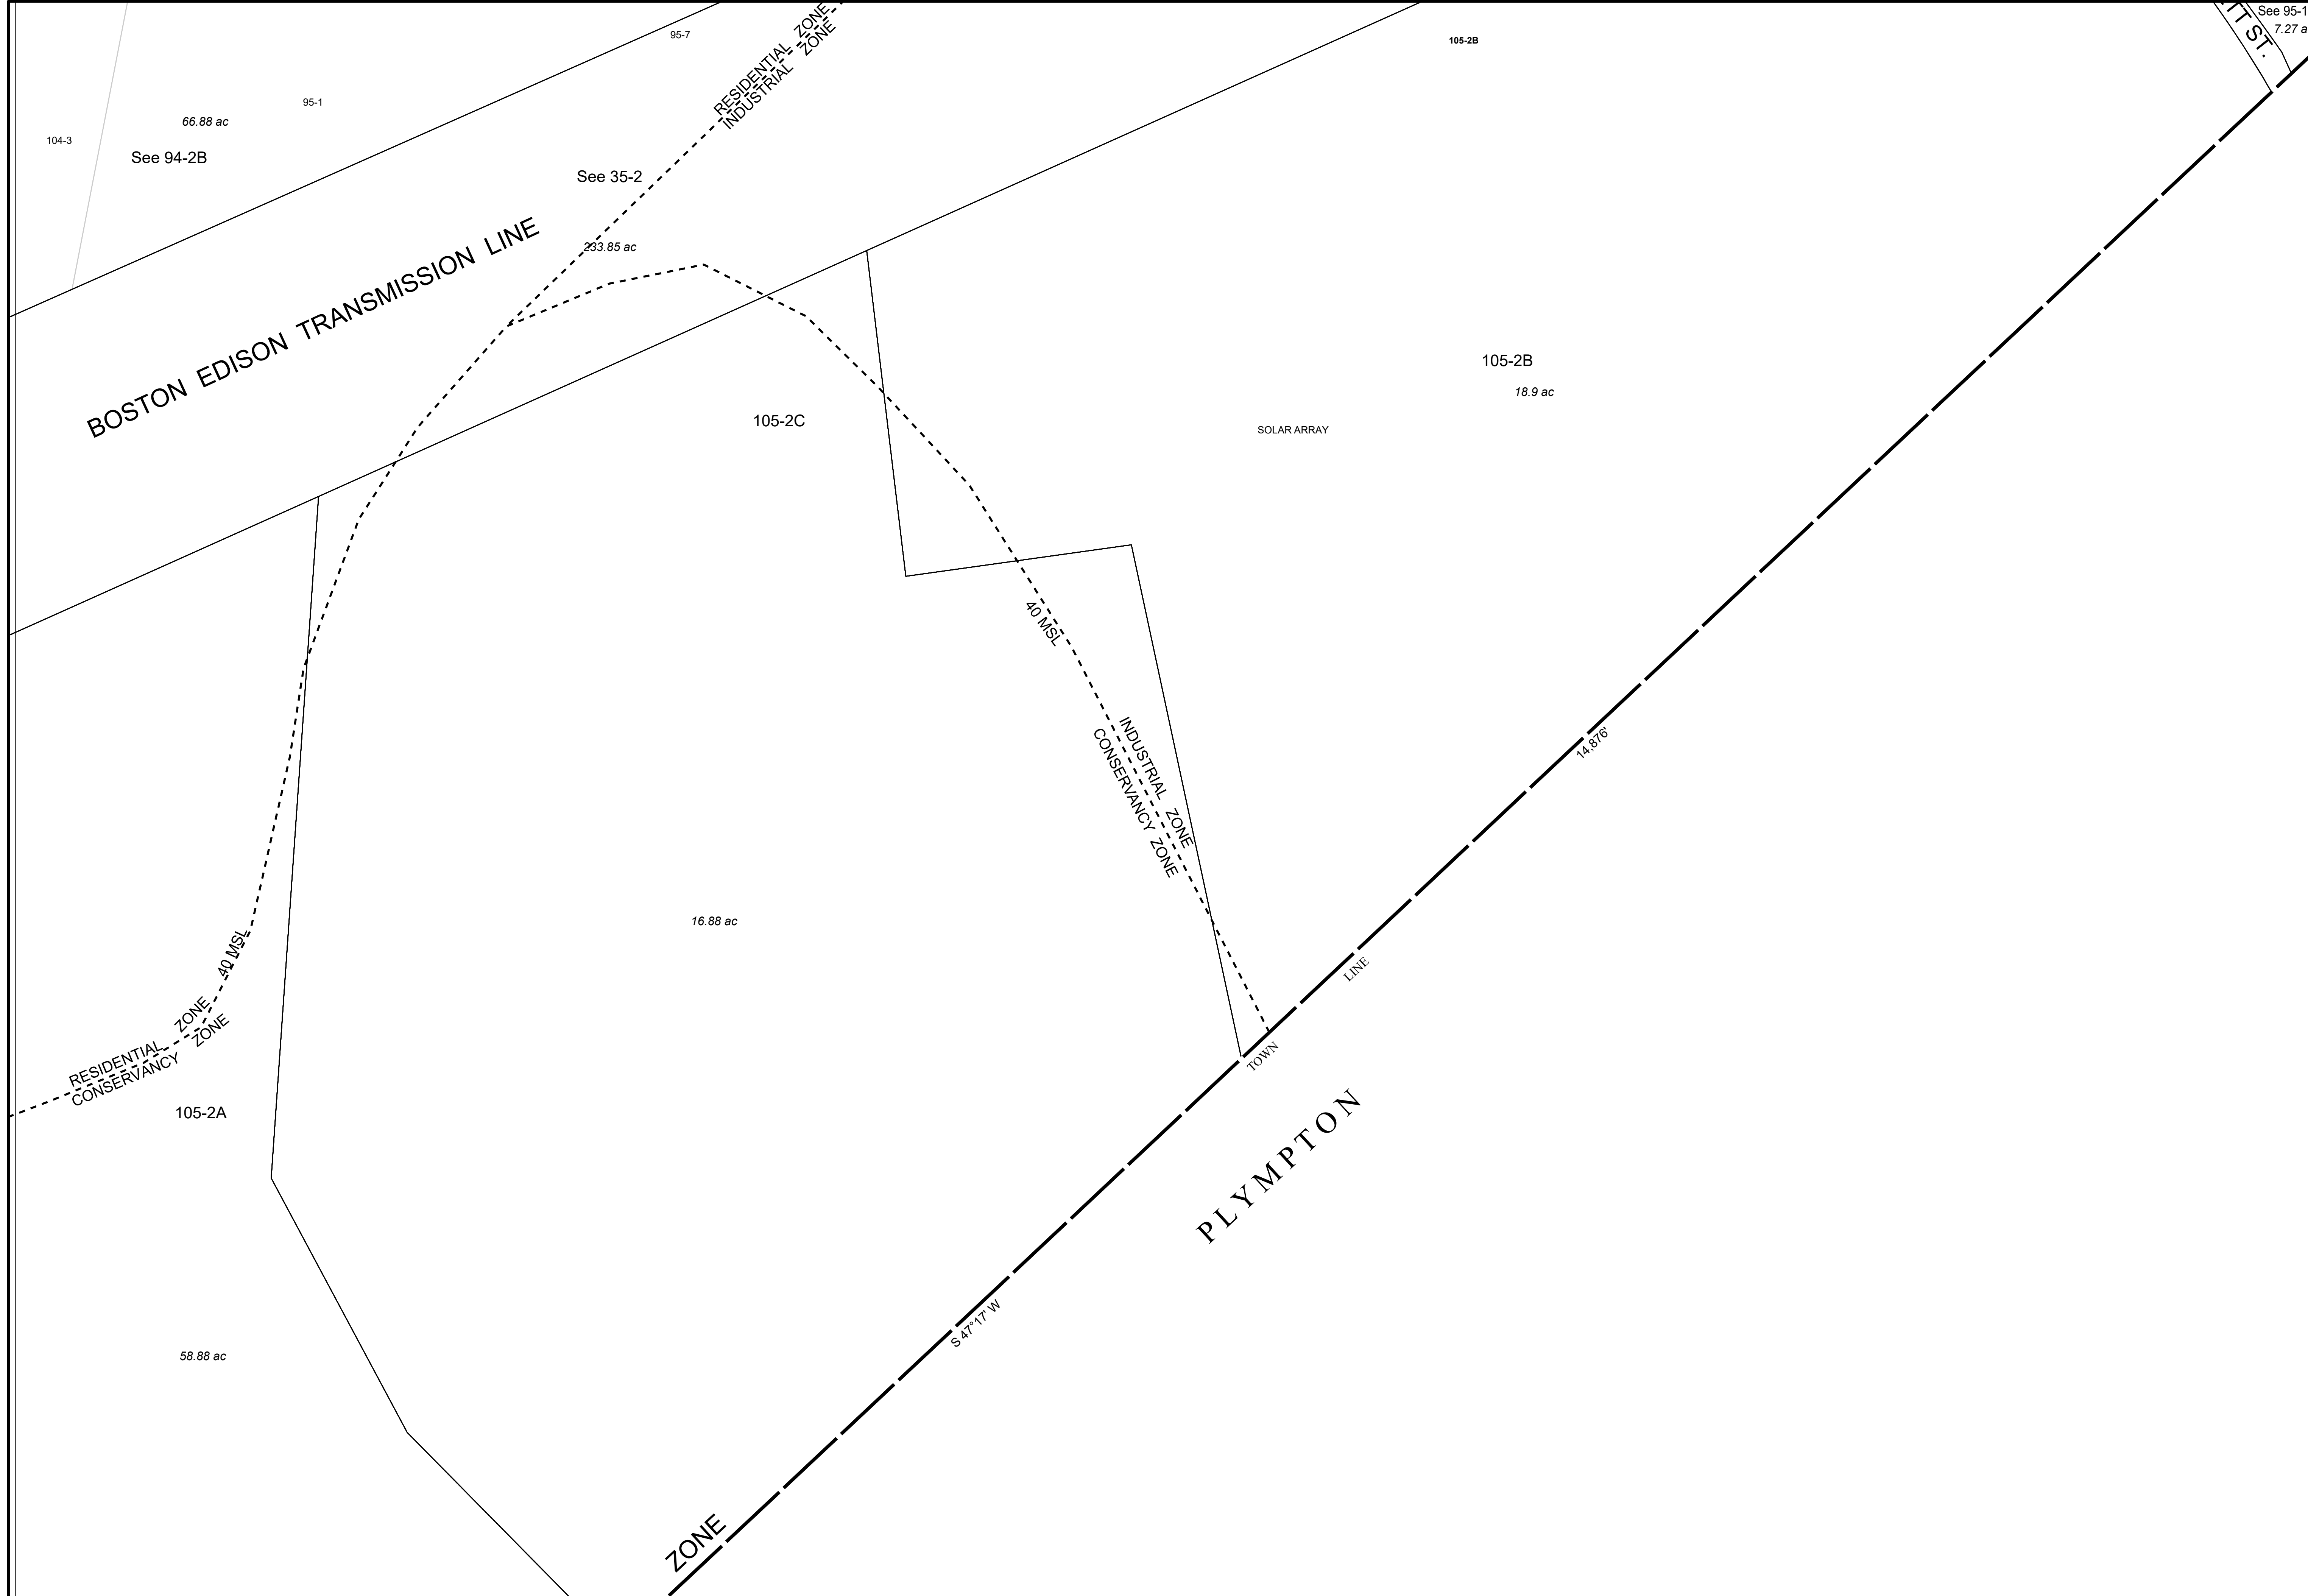 95-7
RESIDENTIAL ZONE
INDUSTRIAL ZONE
105-2B
TT ST.
See 95-1
7.27 a
95-1
66.88 ac
104-3
See 94-2B
See 35-2
233.85 ac
BOSTON EDISON TRANSMISSION LINE
105-2B
18.9 ac
105-2C
SOLAR ARRAY
40 MSL
INDUSTRIAL ZONE
CONSERVANCY ZONE
14,876'
16.88 ac
40 MSL
RESIDENTIAL ZONE
CONSERVANCY ZONE
105-2A
TOWN LINE
PLYMPTON
S 47°17' W
58.88 ac
ZONE